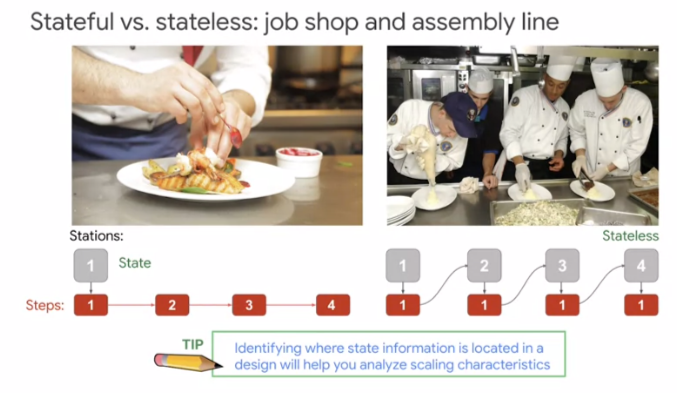 Stateful vs. stateless: job shop and assembly line
Stations:
Stateless
1 State
1 2 3 4
Steps: 1 2 3 4
1 1 1 1
TIP
Identifying where state information is located in a
design will help you analyze scaling characteristics